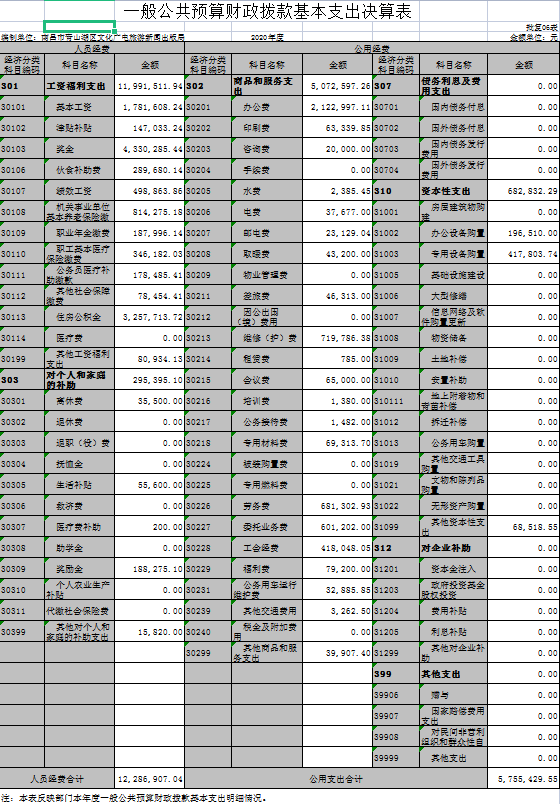 一般公共预算财政拨款基本支出决算表
批复06表
编制单位：商丘市芒山湖区文化广电旅游新闻出版局 2020年度 金额单位：元
人员经费 公用经费
经济分类科目编码 科目名称 金额 经济分类科目编码 科目名称 金额 经济分类科目编码 科目名称 金额
301 工资福利支出 11,991,511.94 302 商品和服务支出 5,072,597.26 307 债务利息及费用支出 0.00
30101 基本工资 1,781,608.24 30201 办公费 2,122,997.11 30701 国内债务付息 0.00
30102 津贴补贴 147,033.24 30202 印刷费 63,339.85 30702 国外债务付息 0.00
30103 奖金 4,330,285.44 30203 咨询费 20,000.00 30703 国内债务发行费用 0.00
30106 伙食补助费 289,680.14 30204 手续费 0.00 30704 国外债务发行费用 0.00
30107 绩效工资 498,863.86 30205 水费 2,385.45 310 资本性支出 682,832.29
30108 机关事业单位基本养老保险缴 814,275.18 30206 电费 37,677.00 31001 房屋建筑物购建 0.00
30109 职业年金缴费 187,996.14 30207 邮电费 23,129.04 31002 办公设备购置 196,510.00
30110 职工基本医疗保险缴费 346,182.03 30208 取暖费 43,200.00 31003 专用设备购置 417,803.74
30111 公务员医疗补助缴款 178,485.41 30209 物业管理费 0.00 31005 基础设施建设 0.00
30112 其他社会保障缴费 78,454.41 30211 差旅费 46,313.00 31006 大型修缮 0.00
30113 住房公积金 3,257,713.72 30212 因公出国（境）费用 0.00 31007 信息网络及软件购置更新 0.00
30114 医疗费 0.00 30213 维修（护）费 719,786.38 31008 物资储备 0.00
30199 其他工资福利支出 80,934.13 30214 租赁费 785.00 31009 土地补偿 0.00
303 对个人和家庭的补助 295,395.10 30215 会议费 65,000.00 31010 安置补助 0.00
30301 离休费 35,500.00 30216 培训费 1,380.00 310111 地上附着物和青苗补偿 0.00
30302 退休费 0.00 30217 公务接待费 1,482.00 31012 拆迁补偿 0.00
30303 退职（役）费 0.00 30218 专用材料费 69,313.70 31013 公务用车购置 0.00
30304 抚恤金 0.00 30224 被装购置费 0.00 31019 其他交通工具购置 0.00
30305 生活补贴 55,600.00 30225 专用燃料费 0.00 31021 文物和陈列品购置 0.00
30306 救济费 0.00 30226 劳务费 681,302.93 31022 无形资产购置 0.00
30307 医疗费补助 200.00 30227 委托业务费 601,202.00 31099 其他资本性支出 68,518.55
30308 助学金 0.00 30228 工会经费 418,048.05 312 对企业补助 0.00
30309 奖励金 188,275.10 30229 福利费 79,200.00 31201 资本金注入 0.00
30310 个人农业生产补贴 0.00 30231 公务用车运行维护费 32,885.85 31203 政府投资基金股权投资 0.00
30311 代缴社会保险费 0.00 30239 其他交通费用 3,262.50 31204 费用补贴 0.00
30399 其他对个人和家庭的补助支出 15,820.00 30240 税金及附加费用 0.00 31205 利息补贴 0.00
30299 其他商品和服务支出 39,907.40 31299 其他对企业补助 0.00
399 其他支出 0.00
39906 赠与 0.00
39907 国家赔偿费用支出 0.00
39908 对民间非营利组织和群众性自 0.00
39999 其他支出 0.00
人员经费合计 12,286,907.04 公用支出合计 5,755,429.55
注：本表反映部门本年度一般公共预算财政拨款基本支出明细情况。